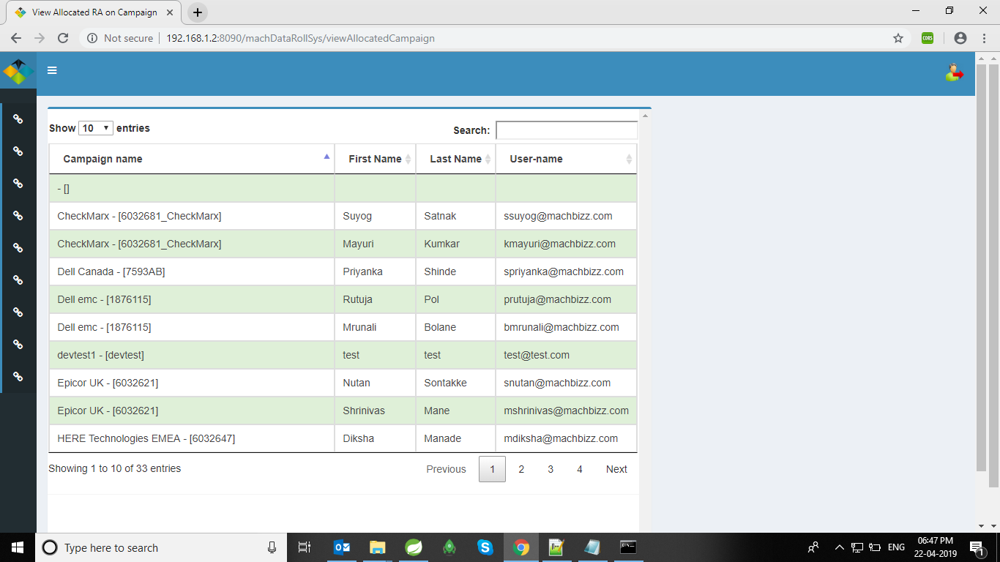 View Allocated RA on Campaign
Not secure 192.168.1.2:8090/machDataRollSys/viewAllocatedCampaign
CORS
Show 10 entries Search:
Campaign name First Name Last Name User-name
- []
CheckMarx - [6032681_CheckMarx] Suyog Satnak ssuyog@machbizz.com
CheckMarx - [6032681_CheckMarx] Mayuri Kumkar kmayuri@machbizz.com
Dell Canada - [7593AB] Priyanka Shinde spriyanka@machbizz.com
Dell emc - [1876115] Rutuja Pol prutuja@machbizz.com
Dell emc - [1876115] Mrunali Bolane bmrunali@machbizz.com
devtest1 - [devtest] test test test@test.com
Epicor UK - [6032621] Nutan Sontakke snutan@machbizz.com
Epicor UK - [6032621] Shrinivas Mane mshrinivas@machbizz.com
HERE Technologies EMEA - [6032647] Diksha Manade mdiksha@machbizz.com
Showing 1 to 10 of 33 entries Previous 1 2 3 4 Next
Type here to search
ENG
06:47 PM
22-04-2019
1